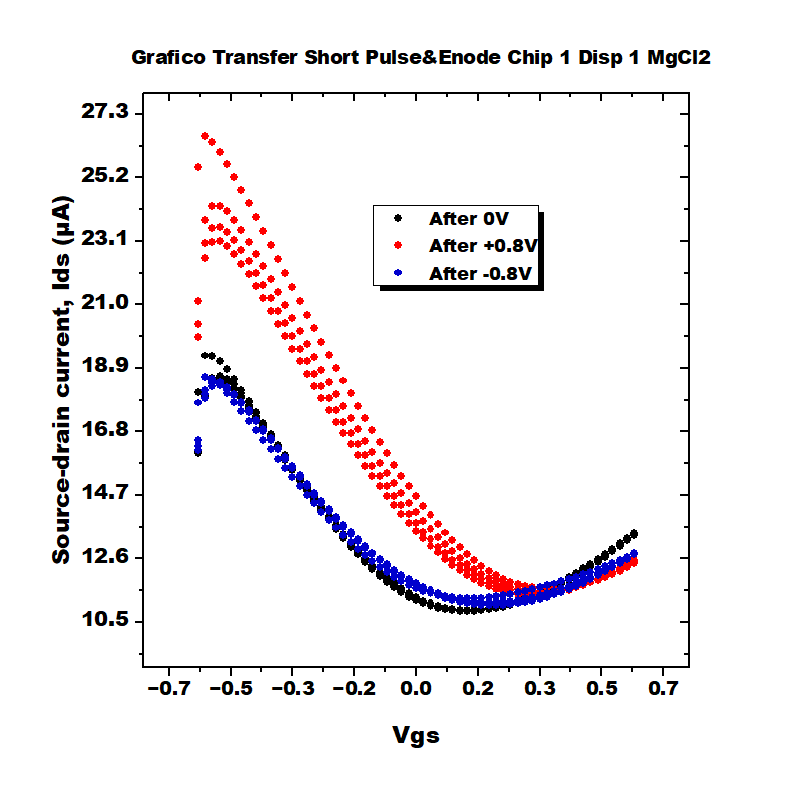 Grafico Transfer Short Pulse&Enode Chip 1 Disp 1 MgCl2
27.3
25.2
23.1
21.0
18.9
16.8
14.7
12.6
10.5
Source-drain current, Ids (µA)
After 0V
After +0.8V
After -0.8V
−0.7 −0.5 −0.3 −0.2 0.0 0.2 0.3 0.5 0.7
Vgs